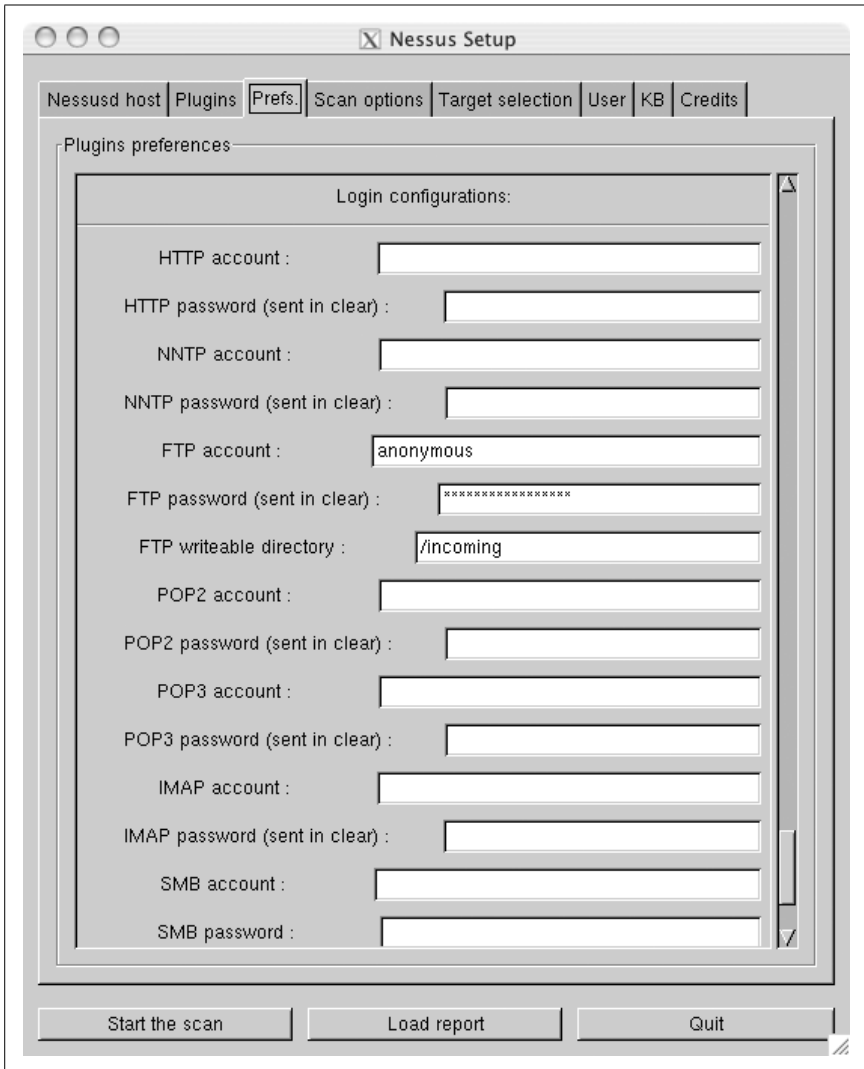 Nessus Setup
Nessusd host Plugins Prefs. Scan options Target selection User KB Credits
Plugins preferences
Login configurations:
HTTP account :
HTTP password (sent in clear) :
NNTP account :
NNTP password (sent in clear) :
FTP account : anonymous
FTP password (sent in clear) : *****************
FTP writeable directory : /incoming
POP2 account :
POP2 password (sent in clear) :
POP3 account :
POP3 password (sent in clear) :
IMAP account :
IMAP password (sent in clear) :
SMB account :
SMB password :
Start the scan Load report Quit